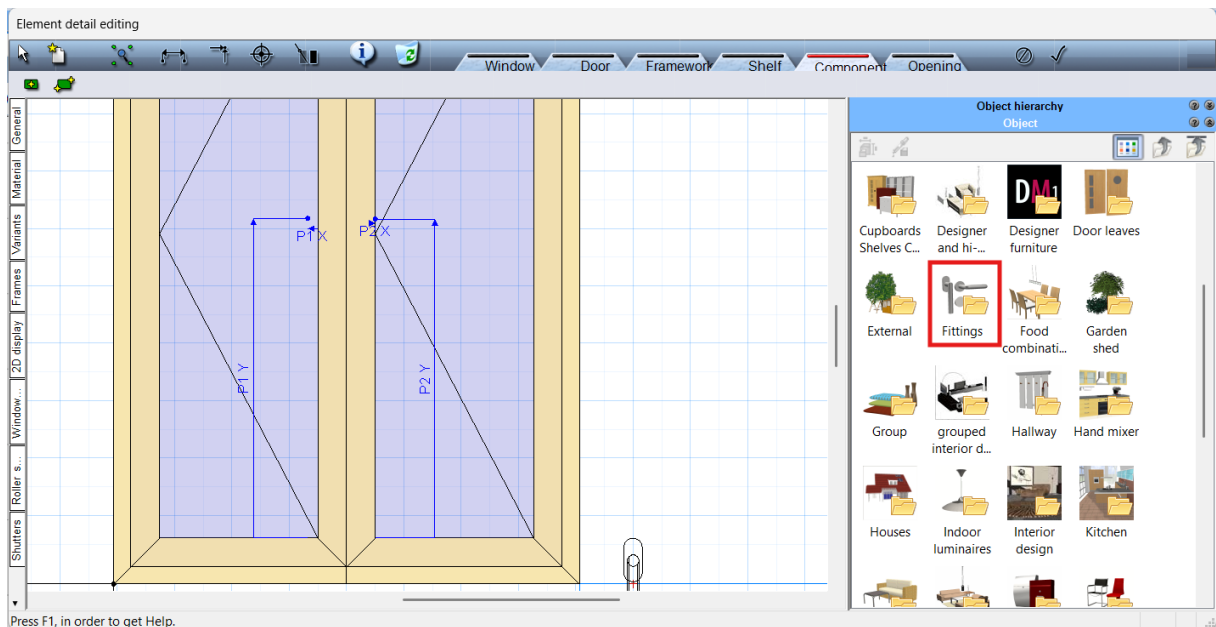 Element detail editing
Window
Door
Framework
Shelf
Component
Opening
General
Material
Variants
Frames
2D display
Window...
Roller s...
Shutters
P1 X
P2 X
P1 Y
P2 Y
Object hierarchy
Object
Cupboards
Shelves C...
Designer
and hi-...
DM1
Designer
furniture
Door leaves
External
Fittings
Food
combinati...
Garden
shed
Group
grouped
interior d...
Hallway
Hand mixer
Houses
Indoor
luminaires
Interior
design
Kitchen
Press F1, in order to get Help.